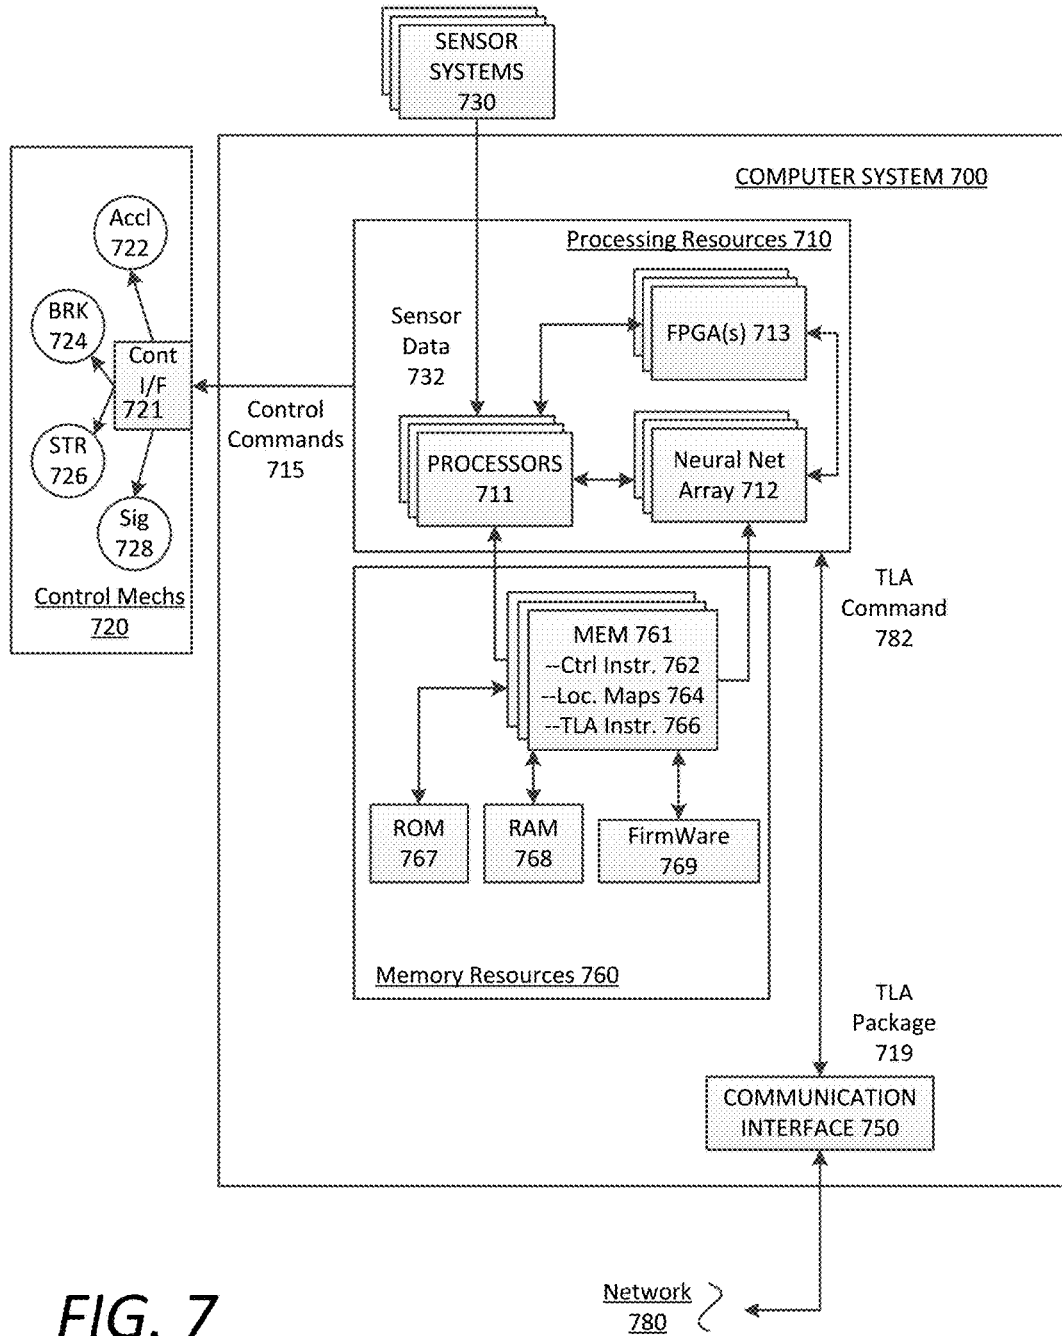 SENSOR
SYSTEMS
730
COMPUTER SYSTEM 700
Accl
722
BRK
724
Cont
I/F
721
STR
726
Sig
728
Control Mechs
720
Control
Commands
715
Processing Resources 710
Sensor
Data
732
FPGA(s) 713
PROCESSORS
711
Neural Net
Array 712
TLA
Command
782
MEM 761
--Ctrl Instr. 762
--Loc. Maps 764
--TLA Instr. 766
ROM
767
RAM
768
FirmWare
769
Memory Resources 760
TLA
Package
719
COMMUNICATION
INTERFACE 750
Network
780
FIG. 7